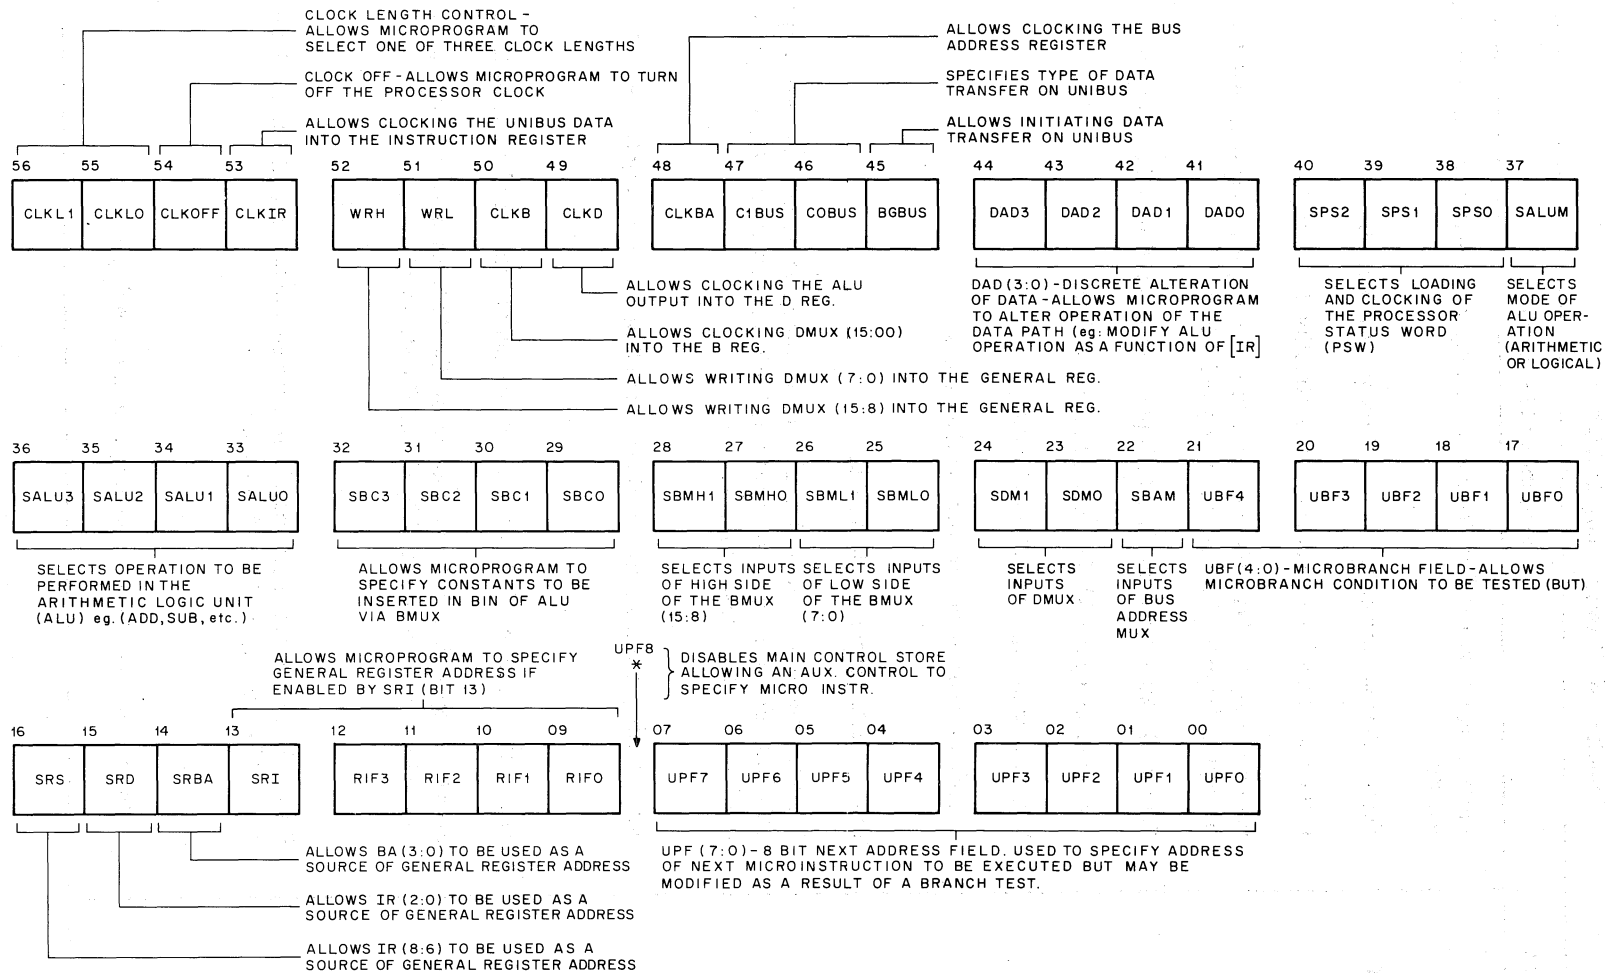 CLOCK LENGTH CONTROL -
ALLOWS MICROPROGRAM TO
SELECT ONE OF THREE CLOCK LENGTHS
CLOCK OFF - ALLOWS MICROPROGRAM TO TURN
OFF THE PROCESSOR CLOCK
ALLOWS CLOCKING THE UNIBUS DATA
INTO THE INSTRUCTION REGISTER
ALLOWS CLOCKING THE BUS
ADDRESS REGISTER
SPECIFIES TYPE OF DATA
TRANSFER ON UNIBUS
ALLOWS INITIATING DATA
TRANSFER ON UNIBUS
56 55 54 53 52 51 50 49 48 47 46 45 44 43 42 41 40 39 38 37
CLKL1 CLKL0 CLKOFF CLKIR WRH WRL CLKB CLKD CLKBA C1BUS C0BUS BGBUS DAD3 DAD2 DAD1 DAD0 SPS2 SPS1 SPS0 SALUM
ALLOWS CLOCKING THE ALU
OUTPUT INTO THE D REG.
ALLOWS CLOCKING DMUX (15:00)
INTO THE B REG.
ALLOWS WRITING DMUX (7:0) INTO THE GENERAL REG.
ALLOWS WRITING DMUX (15:8) INTO THE GENERAL REG.
DAD (3:0) - DISCRETE ALTERATION
OF DATA - ALLOWS MICROPROGRAM
TO ALTER OPERATION OF THE
DATA PATH (eg: MODIFY ALU
OPERATION AS A FUNCTION OF [IR]
SELECTS LOADING
AND CLOCKING OF
THE PROCESSOR
STATUS WORD
(PSW)
SELECTS
MODE OF
ALU OPER-
ATION
(ARITHMETIC
OR LOGICAL)
36 35 34 33 32 31 30 29 28 27 26 25 24 23 22 21 20 19 18 17
SALU3 SALU2 SALU1 SALU0 SBC3 SBC2 SBC1 SBC0 SBMH1 SBMH0 SBML1 SBML0 SDM1 SDM0 SBAM UBF4 UBF3 UBF2 UBF1 UBF0
SELECTS OPERATION TO BE
PERFORMED IN THE
ARITHMETIC LOGIC UNIT
(ALU) eg. (ADD, SUB, etc.)
ALLOWS MICROPROGRAM TO
SPECIFY CONSTANTS TO BE
INSERTED IN BIN OF ALU
VIA BMUX
SELECTS INPUTS
OF HIGH SIDE
OF THE BMUX
(15:8)
SELECTS INPUTS
OF LOW SIDE
OF THE BMUX
(7:0)
SELECTS
INPUTS
OF DMUX
SELECTS
INPUTS
OF BUS
ADDRESS
MUX
UBF (4:0) - MICROBRANCH FIELD - ALLOWS
MICROBRANCH CONDITION TO BE TESTED (BUT)
ALLOWS MICROPROGRAM TO SPECIFY
GENERAL REGISTER ADDRESS IF
ENABLED BY SRI (BIT 13)
UPF8
*
DISABLES MAIN CONTROL STORE
ALLOWING AN AUX. CONTROL TO
SPECIFY MICRO INSTR.
16 15 14 13 12 11 10 09 07 06 05 04 03 02 01 00
SRS SRD SRBA SRI RIF3 RIF2 RIF1 RIF0 UPF7 UPF6 UPF5 UPF4 UPF3 UPF2 UPF1 UPF0
ALLOWS BA (3:0) TO BE USED AS A
SOURCE OF GENERAL REGISTER ADDRESS
ALLOWS IR (2:0) TO BE USED AS A
SOURCE OF GENERAL REGISTER ADDRESS
ALLOWS IR (8:6) TO BE USED AS A
SOURCE OF GENERAL REGISTER ADDRESS
UPF (7:0) - 8 BIT NEXT ADDRESS FIELD. USED TO SPECIFY ADDRESS
OF NEXT MICROINSTRUCTION TO BE EXECUTED BUT MAY BE
MODIFIED AS A RESULT OF A BRANCH TEST.